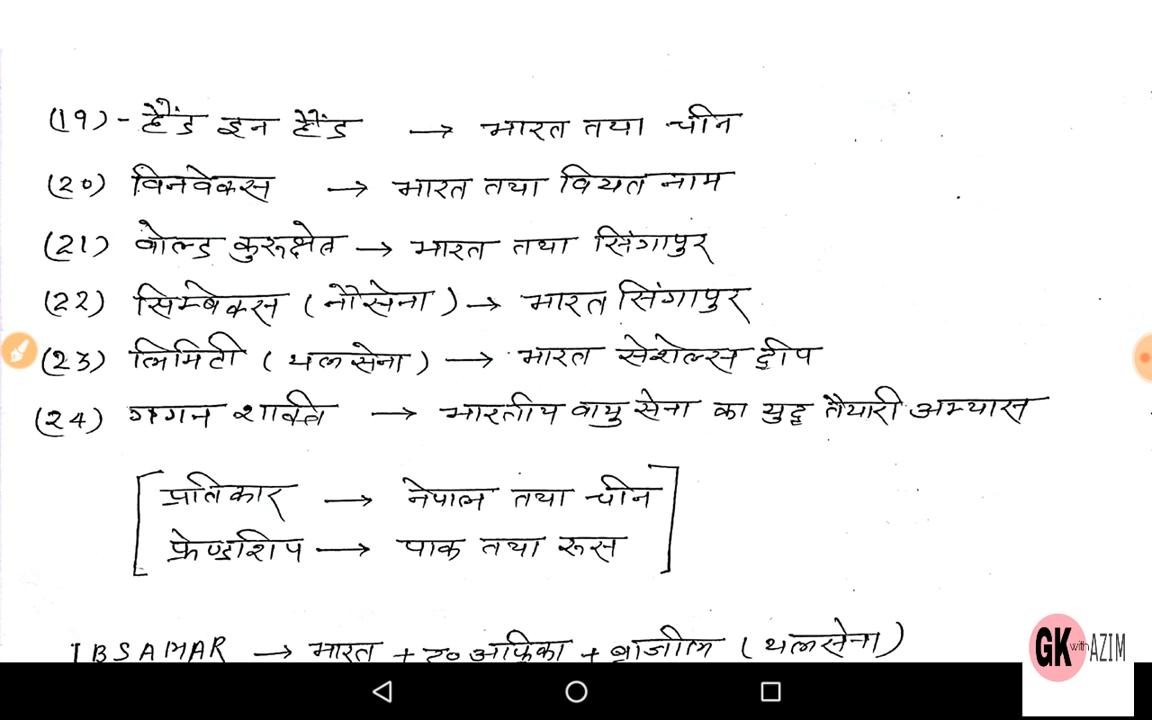 (19) - हैंड इन हैंड → भारत तथा चीन
(20) विनवेक्स → भारत तथा वियतनाम
(21) वोल्ड कुरूक्षेत्र → भारत तथा सिंगापुर
(22) सिम्बेक्स (नौसेना) → भारत सिंगापुर
(23) लिमिटी (थलसेना) → भारत सेशेल्स द्वीप
(24) गगन शक्ति → भारतीय वायु सेना का युद्ध तैयारी अभ्यास
प्रतिकार → नेपाल तथा चीन
फ्रेण्डशिप → पाक तथा रूस
IBSAMAR → भारत + द० अफ्रिका + ब्राजील (थलसेना)
GK with AZIM